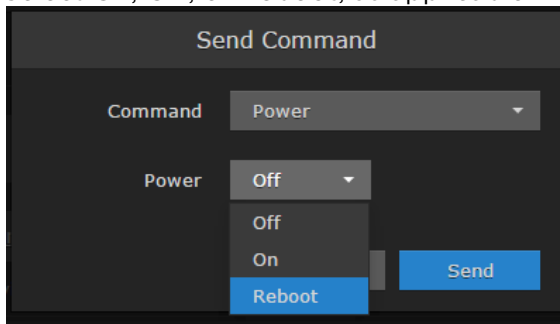 Send Command
Command Power
Power Off
Off
On
Send
Reboot